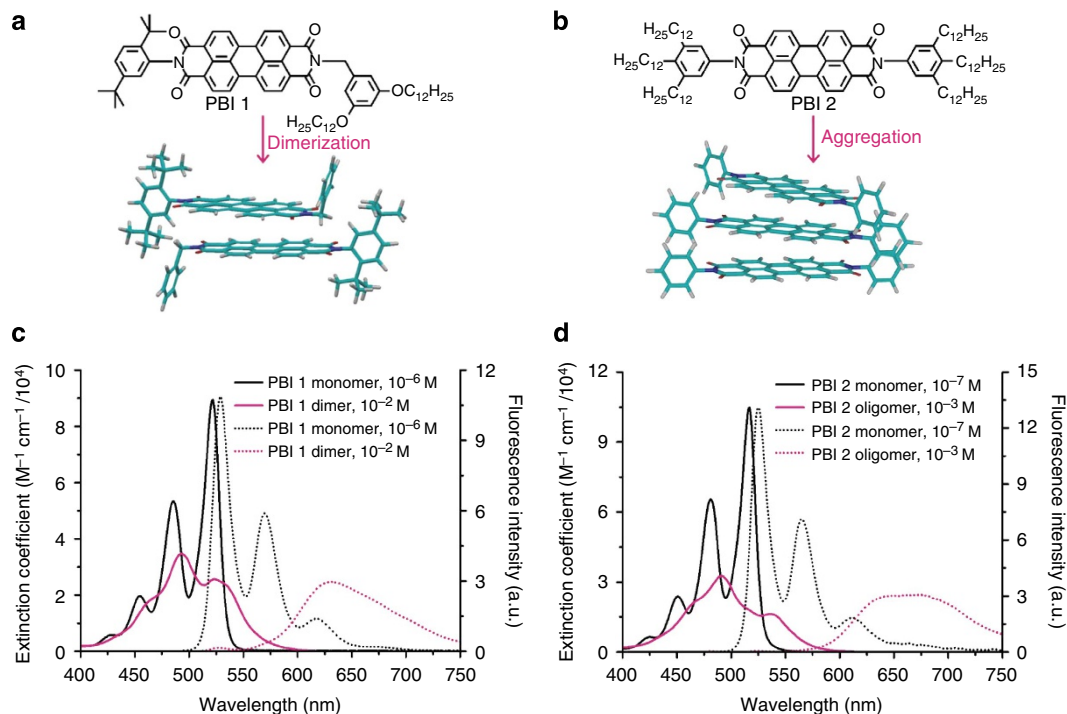 a
O
O
N
N
O
O
OC12H25
H25C12O
PBI 1
Dimerization
b
H25C12
H25C12
H25C12
O
O
N
N
O
O
C12H25
C12H25
C12H25
PBI 2
Aggregation
c
PBI 1 monomer, 10–6 M
PBI 1 dimer, 10–2 M
PBI 1 monomer, 10–6 M
PBI 1 dimer, 10–2 M
Extinction coefficient (M–1 cm–1 /104)
10
8
6
4
2
0
Fluorescence intensity (a.u.)
12
9
6
3
0
400 450 500 550 600 650 700 750
Wavelength (nm)
d
PBI 2 monomer, 10–7 M
PBI 2 oligomer, 10–3 M
PBI 2 monomer, 10–7 M
PBI 2 oligomer, 10–3 M
Extinction coefficient (M–1 cm–1 /104)
12
9
6
3
0
Fluorescence intensity (a.u.)
15
12
9
6
3
0
400 450 500 550 600 650 700 750
Wavelength (nm)